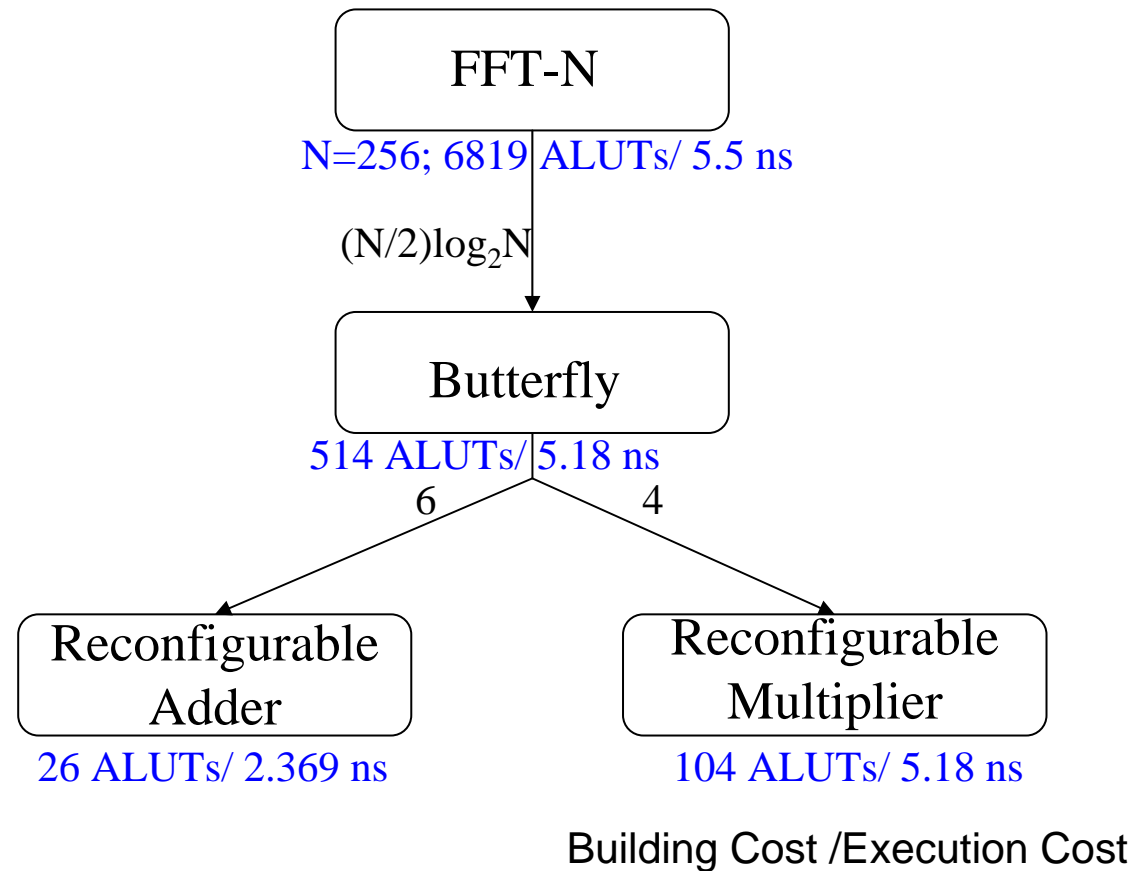 FFT-N
N=256; 6819 ALUTs/ 5.5 ns
(N/2)log₂N
Butterfly
514 ALUTs/ 5.18 ns
6
4
Reconfigurable
Adder
26 ALUTs/ 2.369 ns
Reconfigurable
Multiplier
104 ALUTs/ 5.18 ns
Building Cost /Execution Cost